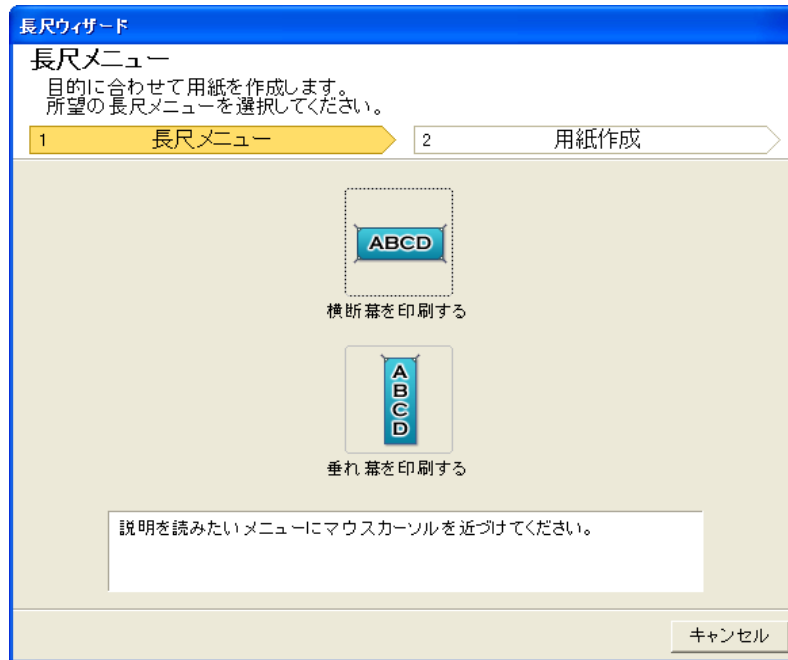 長尺ウィザード
長尺メニュー
目的に合わせて用紙を作成します。
所望の長尺メニューを選択してください。
1 長尺メニュー 2 用紙作成
ABCD
横断幕を印刷する
A
B
C
D
垂れ幕を印刷する
説明を読みたいメニューにマウスカーソルを近づけてください。
キャンセル